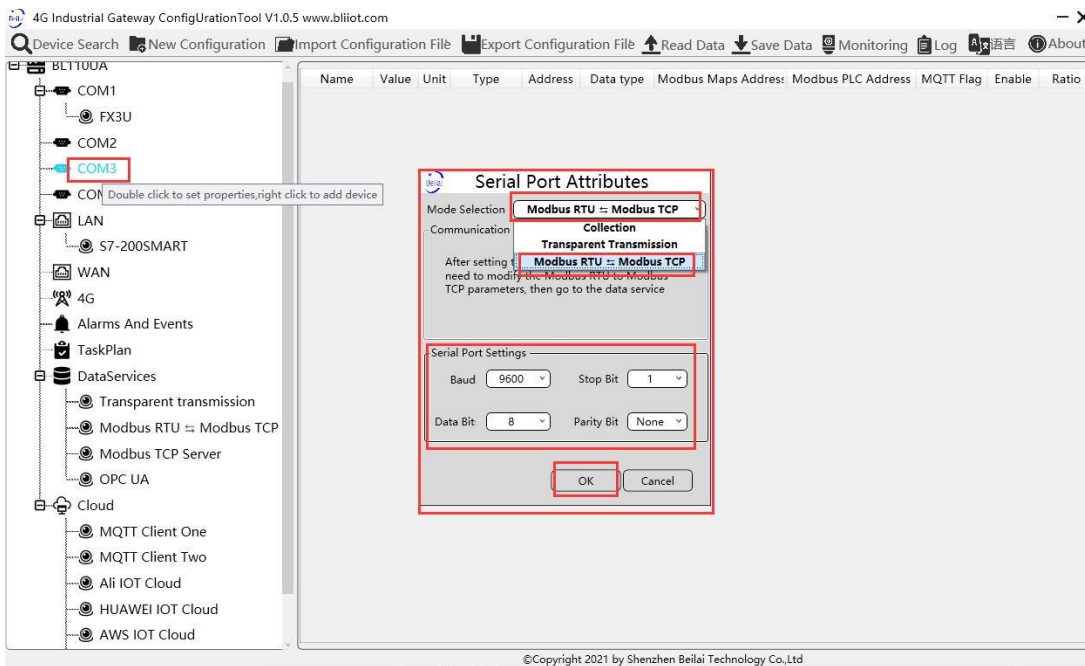 4G Industrial Gateway ConfigUrationTool V1.0.5 www.bliiot.com
Device Search New Configuration Import Configuration File Export Configuration File Read Data Save Data Monitoring Log 语言 About
BL110UA
COM1
FX3U
COM2
COM3
Double click to set properties,right click to add device
LAN
S7-200SMART
WAN
4G
Alarms And Events
TaskPlan
DataServices
Transparent transmission
Modbus RTU ⇆ Modbus TCP
Modbus TCP Server
OPC UA
Cloud
MQTT Client One
MQTT Client Two
Ali IOT Cloud
HUAWEI IOT Cloud
AWS IOT Cloud
Name Value Unit Type Address Data type Modbus Maps Address Modbus PLC Address MQTT Flag Enable Ratio
Beilai Serial Port Attributes
Mode Selection Modbus RTU ⇆ Modbus TCP
Collection
Transparent Transmission
Modbus RTU ⇆ Modbus TCP
Communication
After setting
need to modify the Modbus RTU to Modbus
TCP parameters, then go to the data service
Serial Port Settings
Baud 9600 Stop Bit 1
Data Bit 8 Parity Bit None
OK Cancel
©Copyright 2021 by Shenzhen Beilai Technology Co.,Ltd